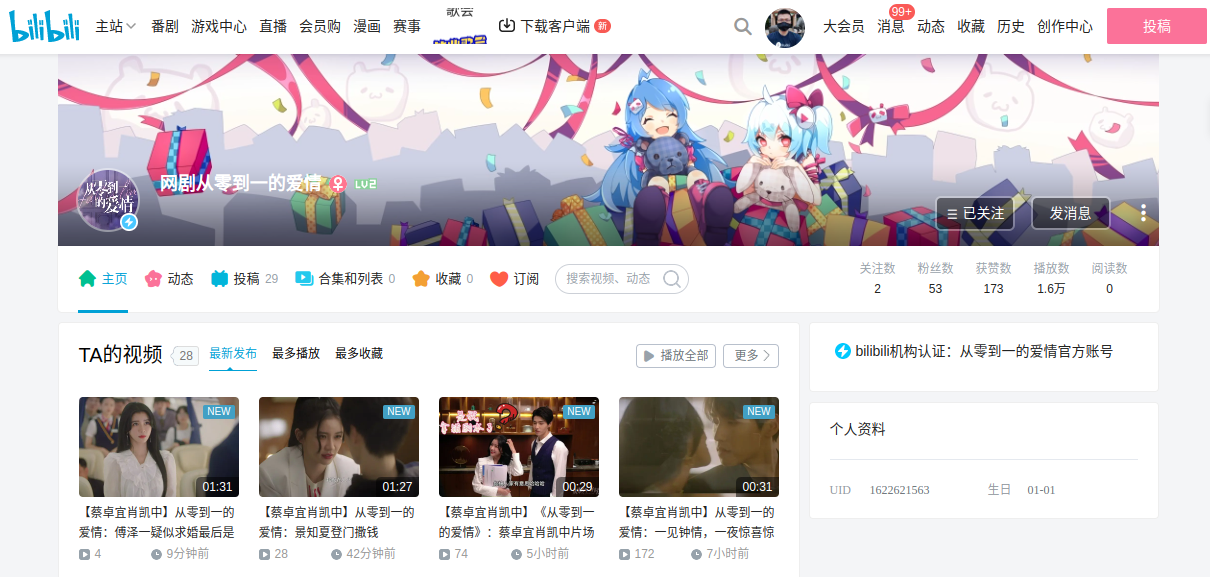 bilibili 主站 番剧 游戏中心 直播 会员购 漫画 赛事 下载客户端 新 大会员 消息 99+ 动态 收藏 历史 创作中心 投稿
从零到一的爱情
网剧从零到一的爱情 LV2
已关注 发消息
主页 动态 投稿 29 合集和列表 0 收藏 0 订阅 搜索视频、动态
关注数 粉丝数 获赞数 播放数 阅读数
2 53 173 1.6万 0
TA的视频 28 最新发布 最多播放 最多收藏 播放全部 更多
bilibili机构认证：从零到一的爱情官方账号
NEW NEW NEW NEW
01:31 01:27 00:29 00:31
【蔡卓宜肖凯中】从零到一的
爱情：傅泽一疑似求婚最后是
4 9分钟前
【蔡卓宜肖凯中】从零到一的
爱情：景知夏登门撒钱
28 42分钟前
【蔡卓宜肖凯中】《从零到一
的爱情》：蔡卓宜肖凯中片场
74 5小时前
【蔡卓宜肖凯中】从零到一的
爱情：一见钟情，一夜惊喜惊
172 7小时前
个人资料
UID 1622621563 生日 01-01